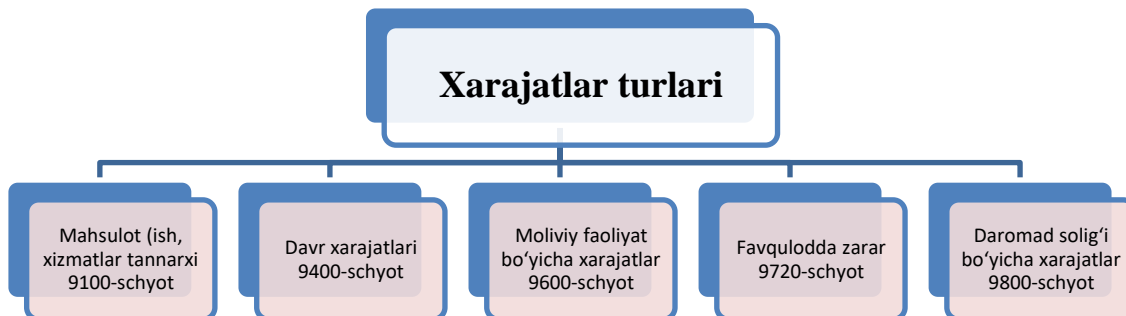 Xarajatlar turlari
Mahsulot (ish,
xizmatlar tannarxi
9100-schyot
Davr xarajatlari
9400-schyot
Moliviy faoliyat
bo‘yicha xarajatlar
9600-schyot
Favqulodda zarar
9720-schyot
Daromad solig‘i
bo‘yicha xarajatlar
9800-schyot